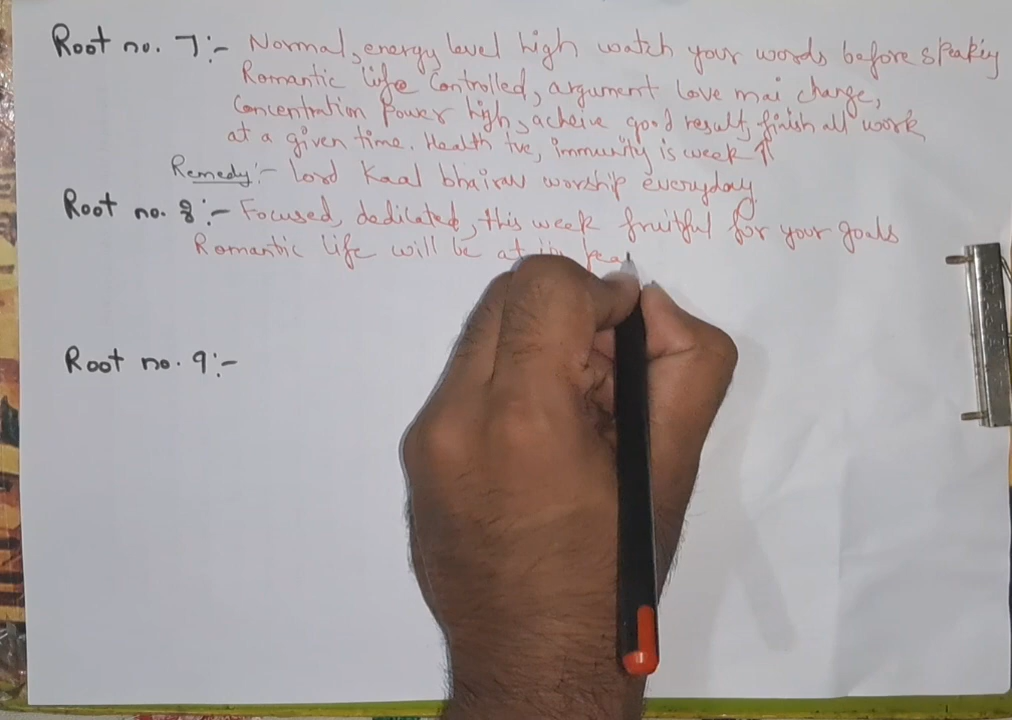 Root no. 7:- Normal, energy level high watch your words before speaking
Romantic life controlled, argument love mai change,
Concentration Power high, acheive good result, finish all work
at a given time. Health +ve, immunity is week ↑
Remedy:- Lord Kaal bhairav worship everyday
Root no. 8:- Focused, dedicated, this week fruitful for your goals
Romantic life will be at
Root no. 9:-